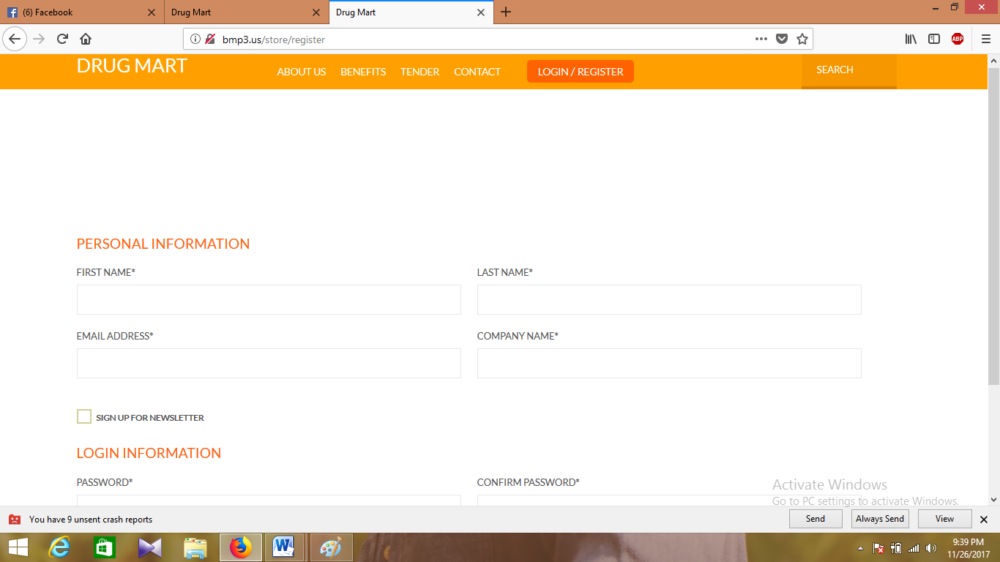 (6) Facebook
Drug Mart
Drug Mart
bmp3.us/store/register
ABP
DRUG MART
ABOUT US
BENEFITS
TENDER
CONTACT
LOGIN / REGISTER
SEARCH
PERSONAL INFORMATION
FIRST NAME*
LAST NAME*
EMAIL ADDRESS*
COMPANY NAME*
SIGN UP FOR NEWSLETTER
LOGIN INFORMATION
PASSWORD*
CONFIRM PASSWORD*
Activate Windows
Go to PC settings to activate Windows.
You have 9 unsent crash reports
Send
Always Send
View
9:39 PM
11/26/2017